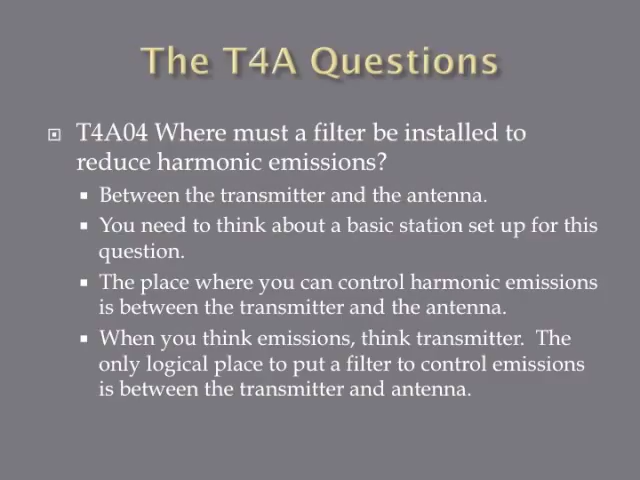 The T4A Questions
T4A04 Where must a filter be installed to
reduce harmonic emissions?
Between the transmitter and the antenna.
You need to think about a basic station set up for this
question.
The place where you can control harmonic emissions
is between the transmitter and the antenna.
When you think emissions, think transmitter.  The
only logical place to put a filter to control emissions
is between the transmitter and antenna.